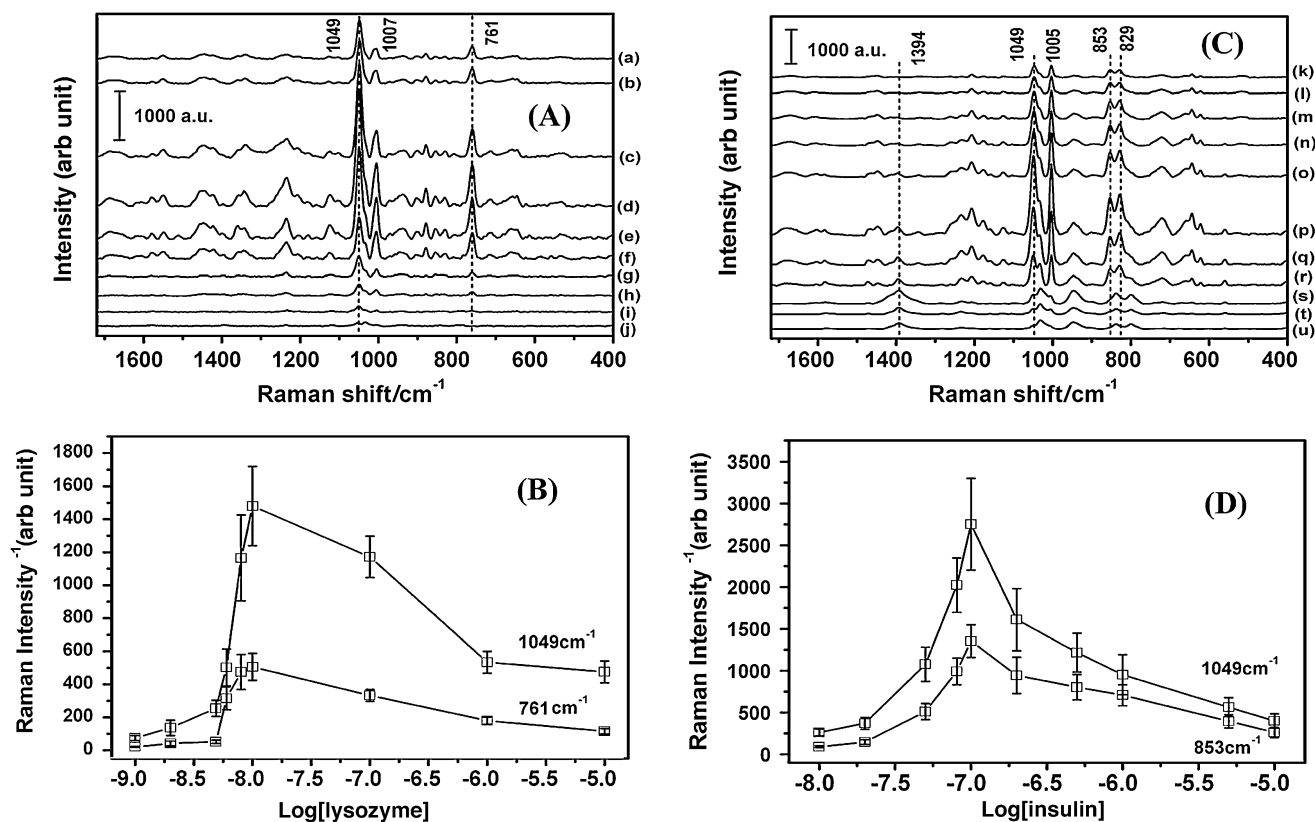 1049
1007
761
(a)
(b)
1000 a.u.
(A)
(c)
(d)
(e)
(f)
(g)
(h)
(i)
(j)
Intensity (arb unit)
1600 1400 1200 1000 800 600 400
Raman shift/cm-1
1000 a.u.
1394
1049
1005
853
829
(C)
(k)
(l)
(m
(n)
(o)
(p)
(q)
(r)
(s)
(t)
(u)
Intensity (arb unit)
1600 1400 1200 1000 800 600 400
Raman shift/cm-1
1800
1600
1400
1200
1000
800
600
400
200
0
Raman Intensity -1(arb unit)
(B)
1049cm-1
761cm-1
-9.0 -8.5 -8.0 -7.5 -7.0 -6.5 -6.0 -5.5 -5.0
Log[lysozyme]
3500
3000
2500
2000
1500
1000
500
0
Raman Intensity -1(arb unit)
(D)
1049cm-1
853cm-1
-8.0 -7.5 -7.0 -6.5 -6.0 -5.5 -5.0
Log[insulin]